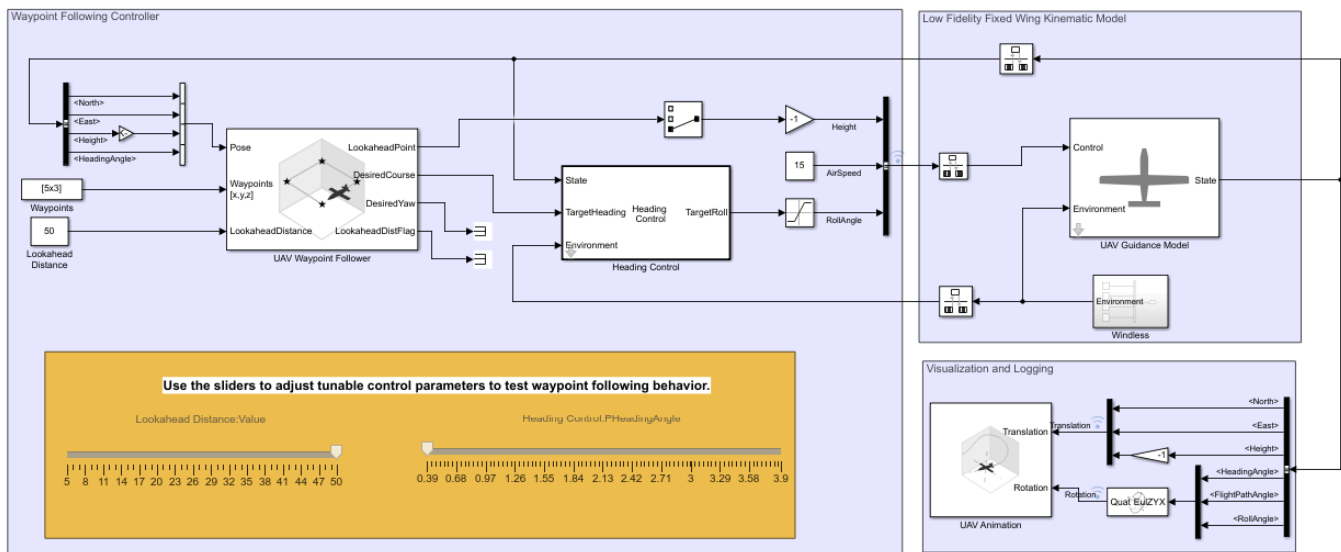 Waypoint Following Controller
<North>
<East>
<Height>
<HeadingAngle>
[5x3]
Waypoints
50
Lookahead
Distance
Pose
Waypoints
[x,y,z]
LookaheadDistance
LookaheadPoint
DesiredCourse
DesiredYaw
LookaheadDistFlag
UAV Waypoint Follower
State
TargetHeading
Environment
Heading
Control
TargetRoll
Heading Control
-1
Height
15
AirSpeed
RollAngle
Low Fidelity Fixed Wing Kinematic Model
Control
Environment
State
UAV Guidance Model
Environment
Windless
Use the sliders to adjust tunable control parameters to test waypoint following behavior.
Lookahead Distance:Value
5 8 11 14 17 20 23 26 29 32 35 38 41 44 47 50
Heading Control:PHeadingAngle
0.39 0.68 0.97 1.26 1.55 1.84 2.13 2.42 2.71 3 3.29 3.58 3.9
Visualization and Logging
Translation
Rotation
UAV Animation
Translation
Rotation
-1
Quat EulZYX
<North>
<East>
<Height>
<HeadingAngle>
<FlightPathAngle>
<RollAngle>